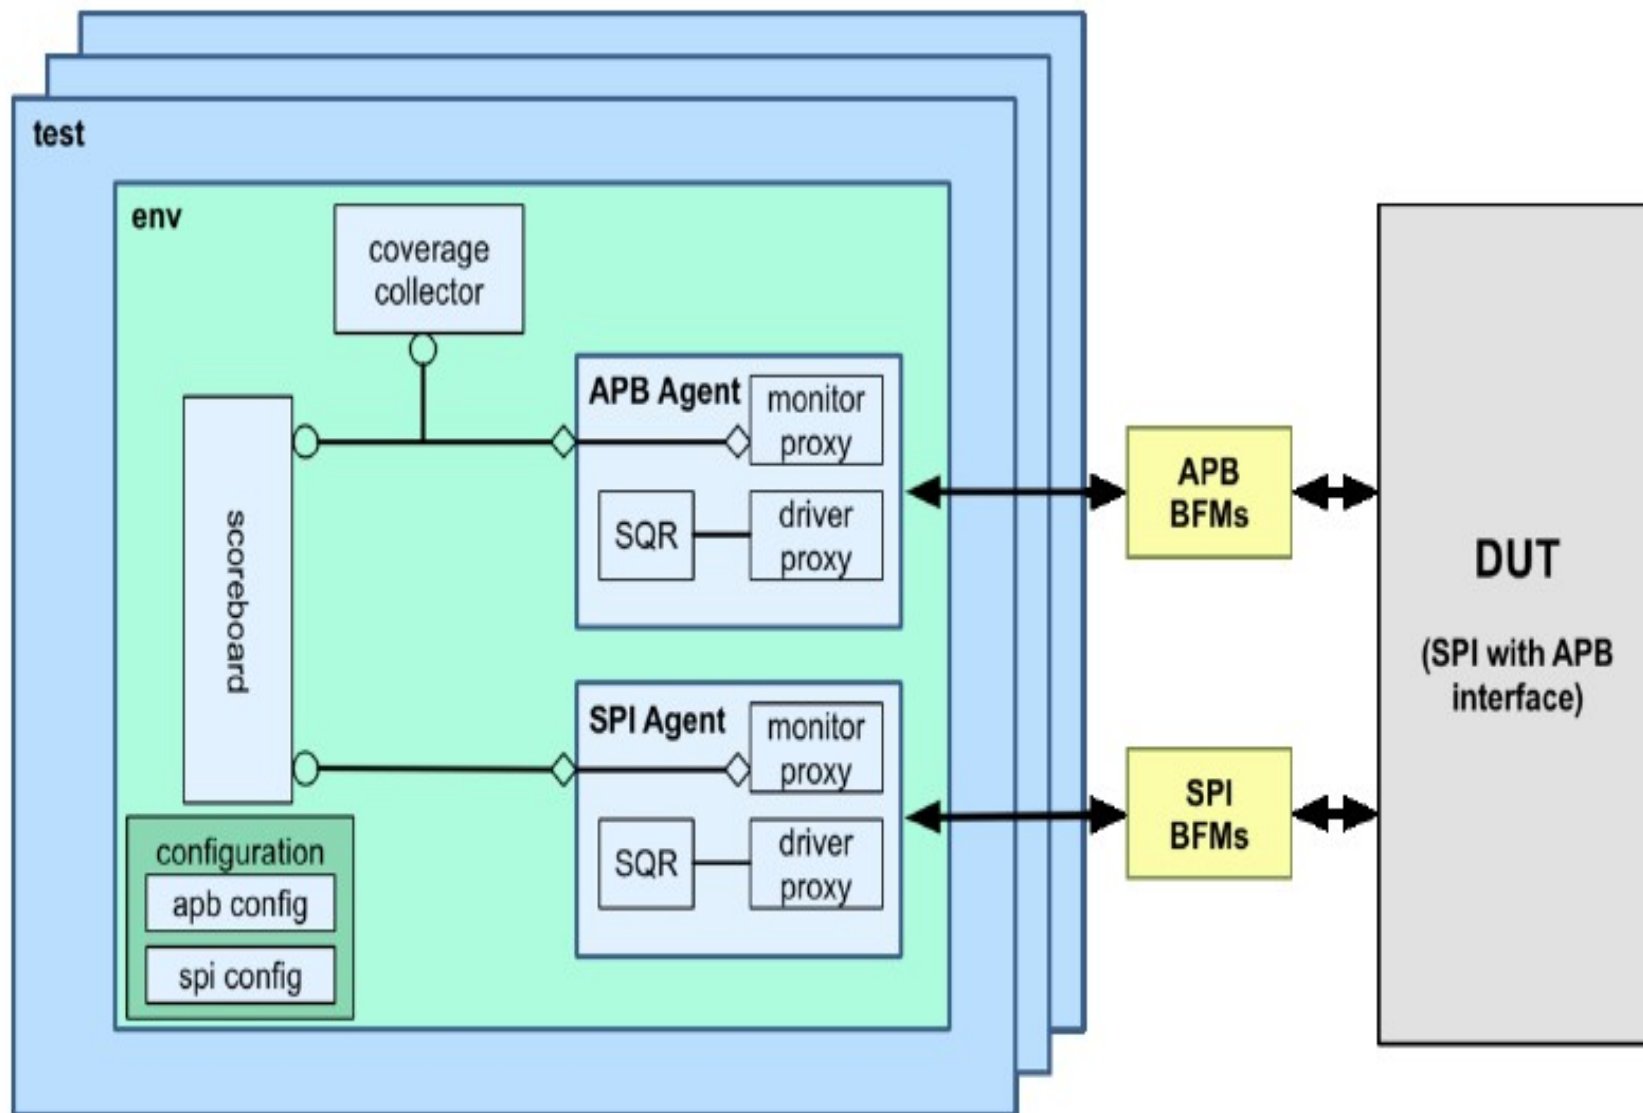 test
env
coverage
collector
scoreboard
APB Agent
monitor
proxy
SQR
driver
proxy
SPI Agent
monitor
proxy
SQR
driver
proxy
configuration
apb config
spi config
APB
BFMs
SPI
BFMs
DUT
(SPI with APB
interface)